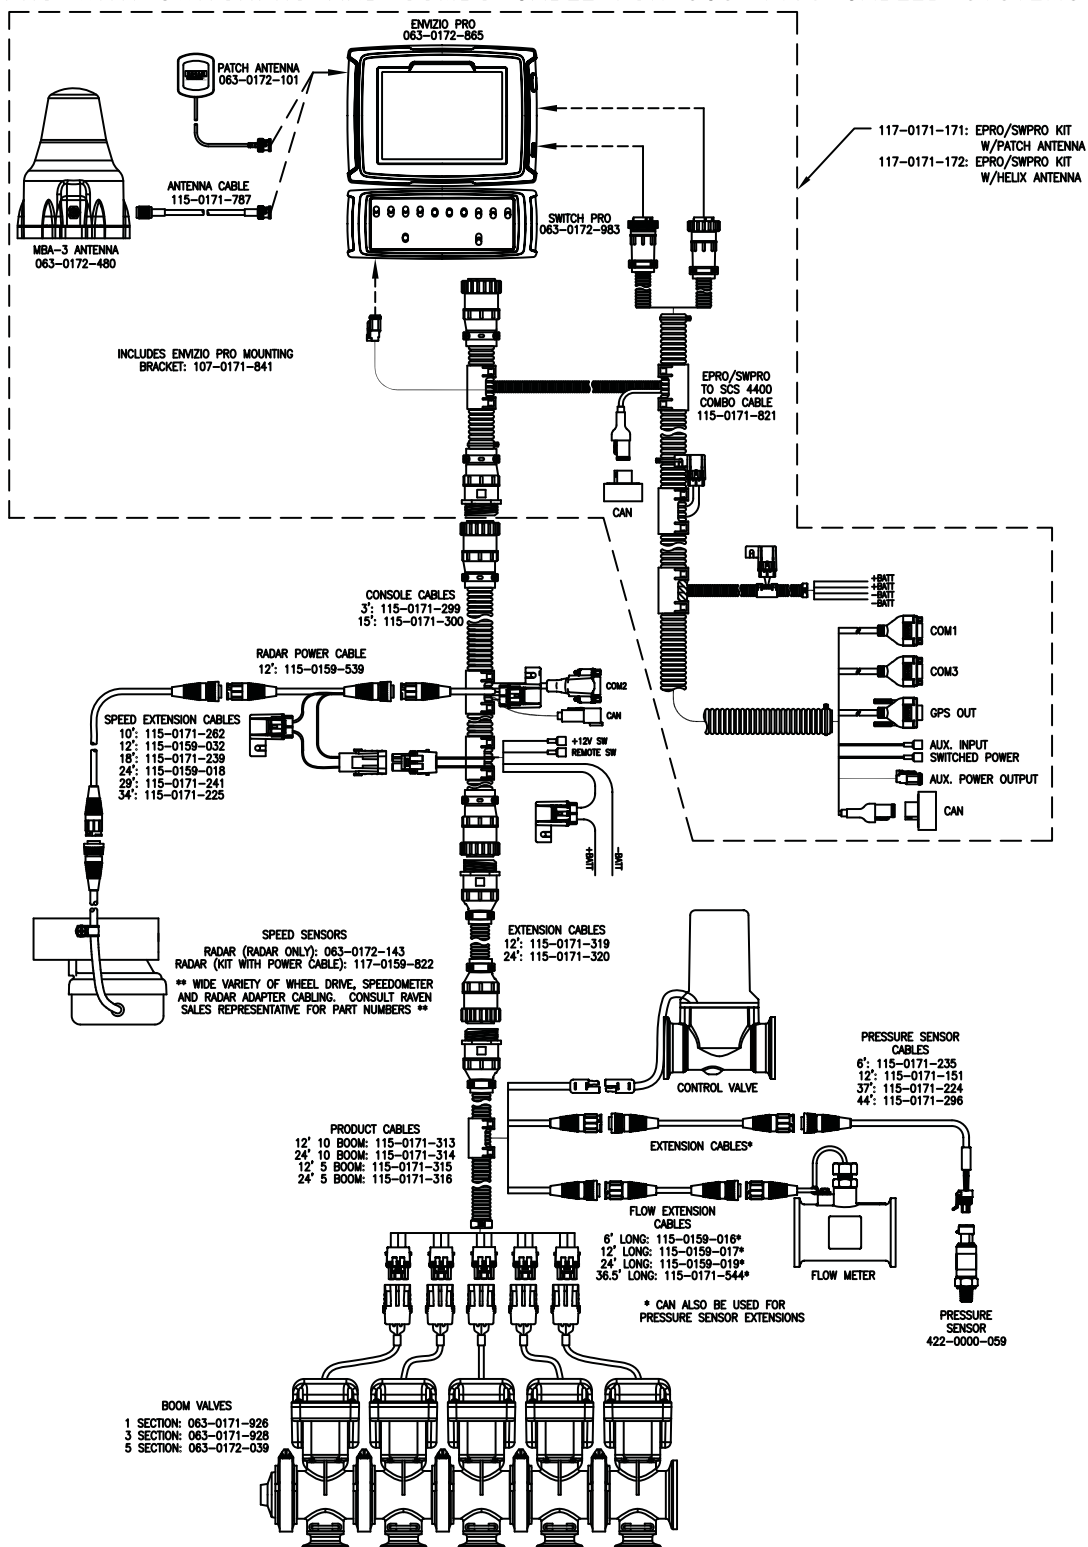 ENVIZIO PRO
063-0172-865
PATCH ANTENNA
063-0172-101
117-0171-171: EPRO/SWPRO KIT
W/PATCH ANTENNA
117-0171-172: EPRO/SWPRO KIT
W/HELIX ANTENNA
ANTENNA CABLE
115-0171-787
SWITCH PRO
063-0172-983
MBA-3 ANTENNA
063-0172-480
INCLUDES ENVIZIO PRO MOUNTING
BRACKET: 107-0171-841
EPRO/SWPRO
TO SCS 4400
COMBO CABLE
115-0171-821
CAN
+BATT
+BATT
-BATT
-BATT
CONSOLE CABLES
3': 115-0171-299
15': 115-0171-300
COM1
RADAR POWER CABLE
12': 115-0159-539
COM3
COM2
CAN
GPS OUT
SPEED EXTENSION CABLES
10': 115-0171-262
12': 115-0159-032
18': 115-0171-239
24': 115-0159-018
29': 115-0171-241
34': 115-0171-225
+12V SW
REMOTE SW
AUX. INPUT
SWITCHED POWER
AUX. POWER OUTPUT
CAN
+BATT
-BATT
SPEED SENSORS
RADAR (RADAR ONLY): 063-0172-143
RADAR (KIT WITH POWER CABLE): 117-0159-822
** WIDE VARIETY OF WHEEL DRIVE, SPEEDOMETER
AND RADAR ADAPTER CABLING. CONSULT RAVEN
SALES REPRESENTATIVE FOR PART NUMBERS **
EXTENSION CABLES
12': 115-0171-319
24': 115-0171-320
CONTROL VALVE
PRESSURE SENSOR
CABLES
6': 115-0171-235
12': 115-0171-151
37': 115-0171-224
44': 115-0171-296
PRODUCT CABLES
12' 10 BOOM: 115-0171-313
24' 10 BOOM: 115-0171-314
12' 5 BOOM: 115-0171-315
24' 5 BOOM: 115-0171-316
EXTENSION CABLES*
FLOW EXTENSION
CABLES
6' LONG: 115-0159-016*
12' LONG: 115-0159-017*
24' LONG: 115-0159-019*
36.5' LONG: 115-0171-544*
FLOW METER
* CAN ALSO BE USED FOR
PRESSURE SENSOR EXTENSIONS
PRESSURE
SENSOR
422-0000-059
BOOM VALVES
1 SECTION: 063-0171-926
3 SECTION: 063-0171-928
5 SECTION: 063-0172-039